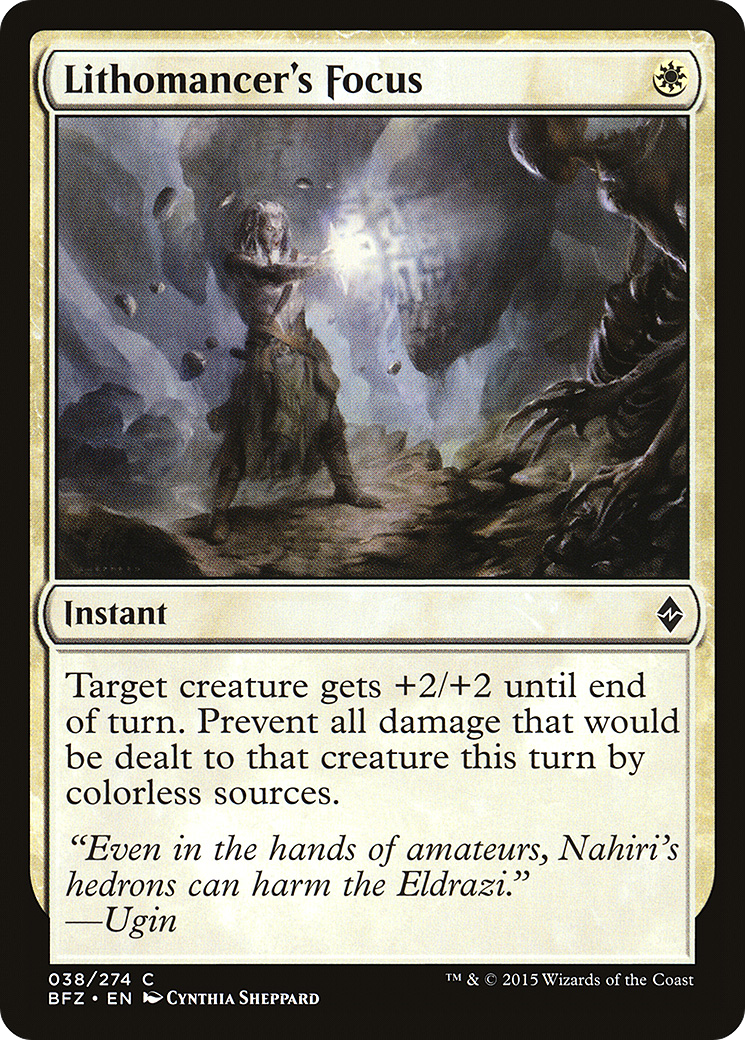 Lithomancer's Focus
Instant
Target creature gets +2/+2 until end
of turn. Prevent all damage that would
be dealt to that creature this turn by
colorless sources.
“Even in the hands of amateurs, Nahiri's
hedrons can harm the Eldrazi.”
—Ugin
038/274 C
BFZ • EN Cynthia Sheppard
™ & © 2015 Wizards of the Coast